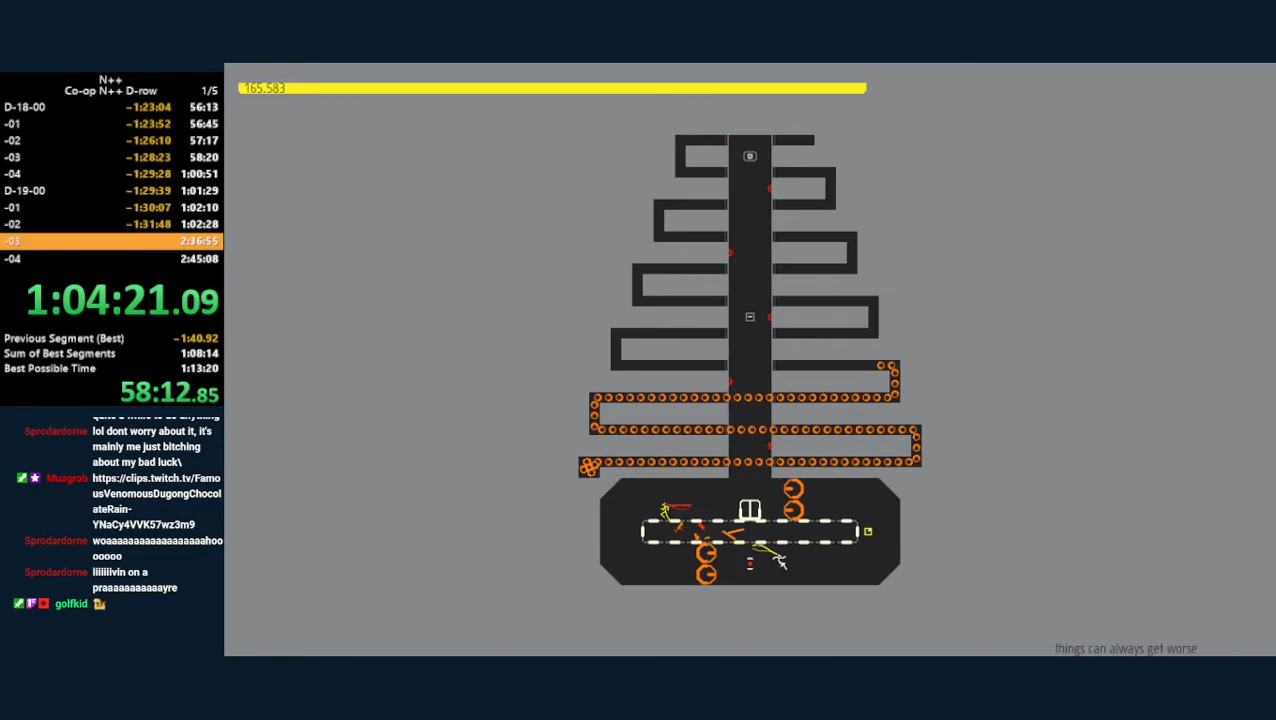 N++
Co-op N++ D-row 1/5
D-18-00 -1:23:04 56:13
-01 -1:23:52 56:45
-02 -1:26:10 57:17
-03 -1:28:23 58:20
-04 -1:29:28 1:00:51
D-19-00 -1:29:39 1:01:29
-01 -1:30:07 1:02:10
-02 -1:31:48 1:02:28
-03 2:36:55
-04 2:45:08
1:04:21.09
Previous Segment (Best) -1:40.92
Sum of Best Segments 1:08:14
Best Possible Time 1:13:20
58:12.85
quite a while to do anything
Sprodardorne lol dont worry about it, it's
mainly me just bitching
about my bad luck\
Muzgrob https://clips.twitch.tv/Famo
usVenomousDugongChocol
ateRain-
YNaCy4VVK57wz3m9
Sprodardorne woaaaaaaaaaaaaaaaaahoo
ooooo
Sprodardorne liiiiiivin on a
praaaaaaaaaaayre
golfkid
165.583
things can always get worse